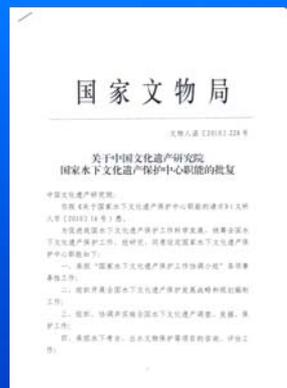 国家文物局
文物人函〔2010〕228号
关于中国文化遗产研究院
国家水下文化遗产保护中心职能的批复
中国文化遗产研究院:
你院《关于国家水下文化遗产保护中心职能的请示》(文研
人字〔2010〕16号)悉。
为促进我国水下文化遗产保护工作科学发展,统筹全国水
下文化遗产保护工作,经研究,同意设定国家水下文化遗产保
护中心职能如下:
一、承担“国家水下文化遗产保护工作协调小组”各项事
务性工作;
二、组织开展全国水下文化遗产保护发展战略和规划编制
工作;
三、组织、协调并实施全国水下文化遗产调查、发掘、保
护工作;
四、承担水下考古、出水文物保护等项目的咨询、评估工
作;